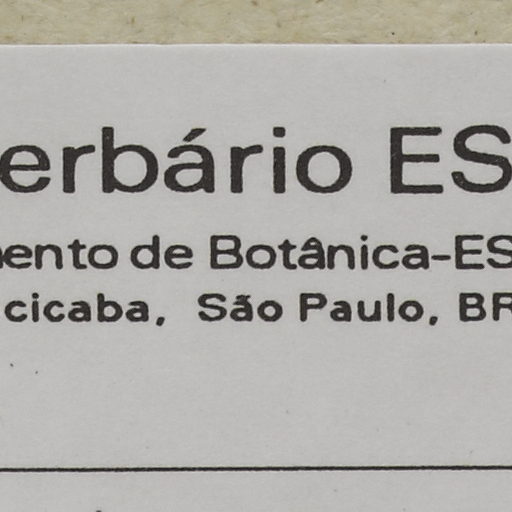 erbário ES
ento de Botânica-ES
cicaba, São Paulo, BR